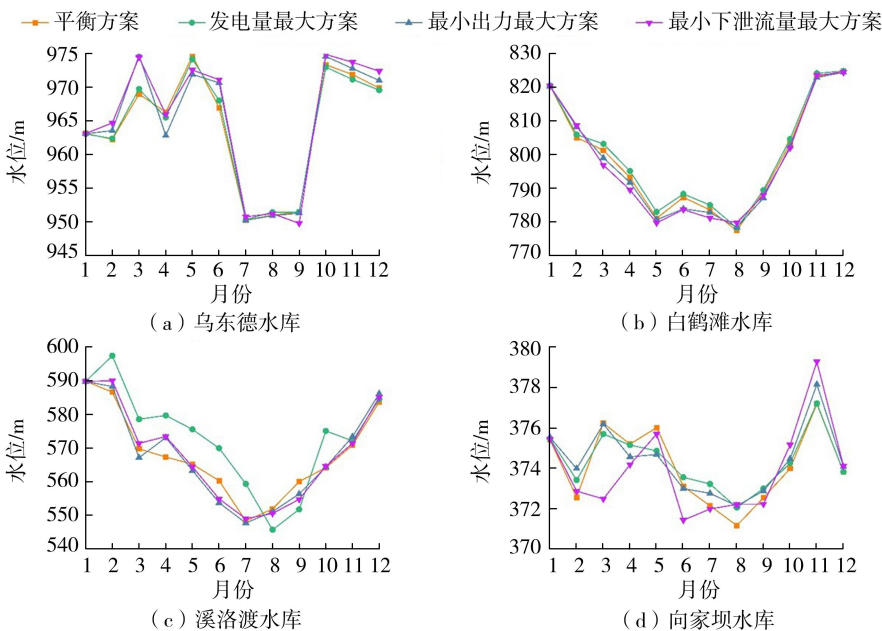 平衡方案 发电量最大方案 最小出力最大方案 最小下泄流量最大方案
975
970
965
960
955
950
945
水位/m
1 2 3 4 5 6 7 8 9 10 11 12
月份
(a)乌东德水库
830
820
810
800
790
780
770
水位/m
1 2 3 4 5 6 7 8 9 10 11 12
月份
(b)白鹤滩水库
600
590
580
570
560
550
540
水位/m
1 2 3 4 5 6 7 8 9 10 11 12
月份
(c)溪洛渡水库
380
378
376
374
372
370
水位/m
1 2 3 4 5 6 7 8 9 10 11 12
月份
(d)向家坝水库